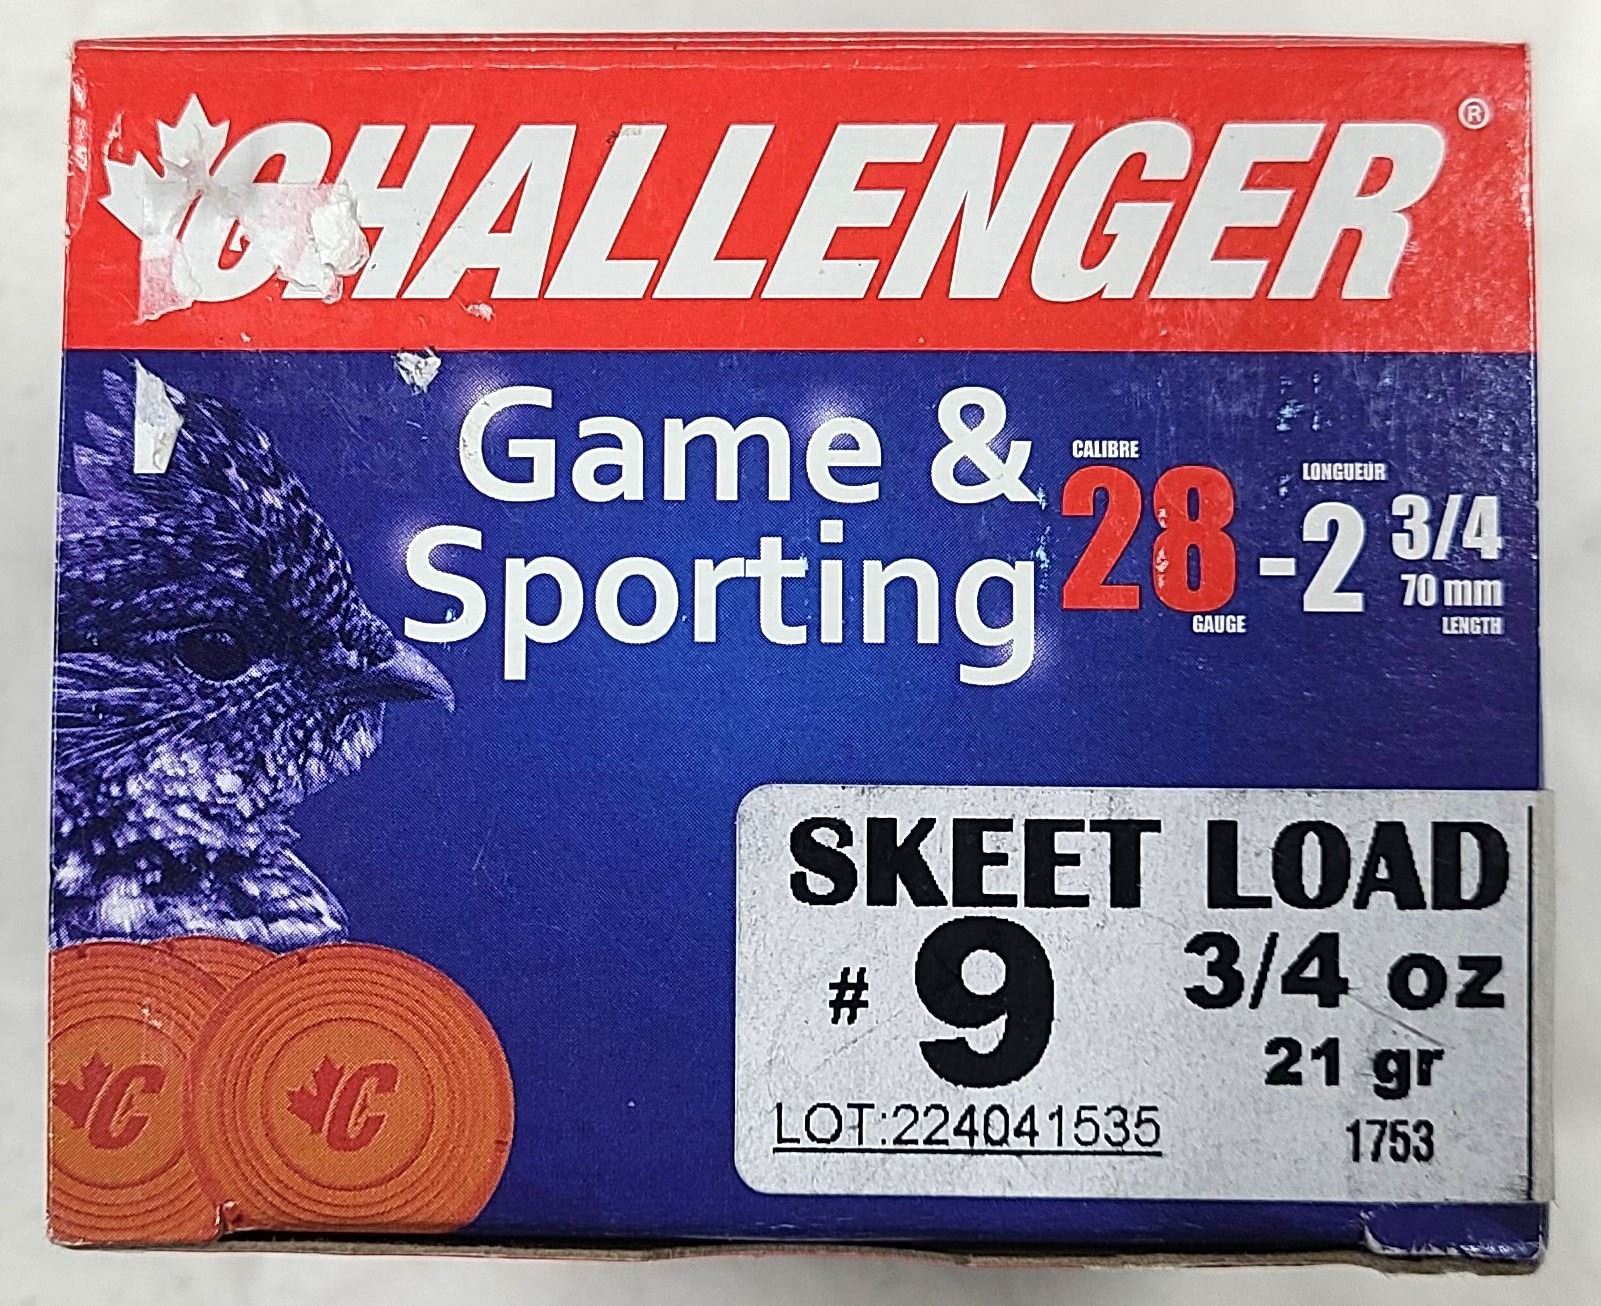 CHALLENGER®
Game &
Sporting
CALIBRE
28
GAUGE
LONGUEUR
-2 3/4
70 mm
LENGTH
SKEET LOAD
# 9 3/4 oz
21 gr
LOT:224041535
1753
C
C